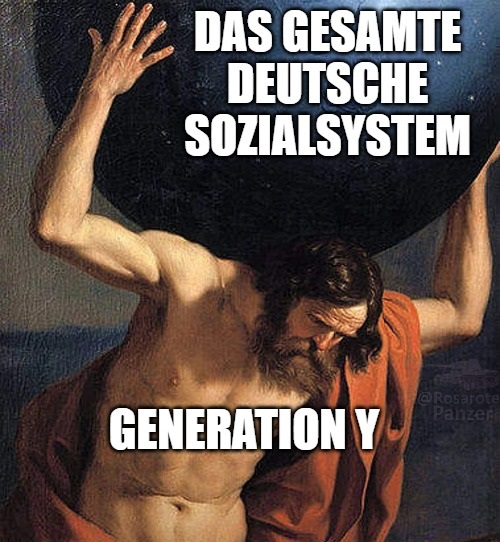 DAS GESAMTE
DEUTSCHE
SOZIALSYSTEM
@Rosarote
Panzer
GENERATION Y